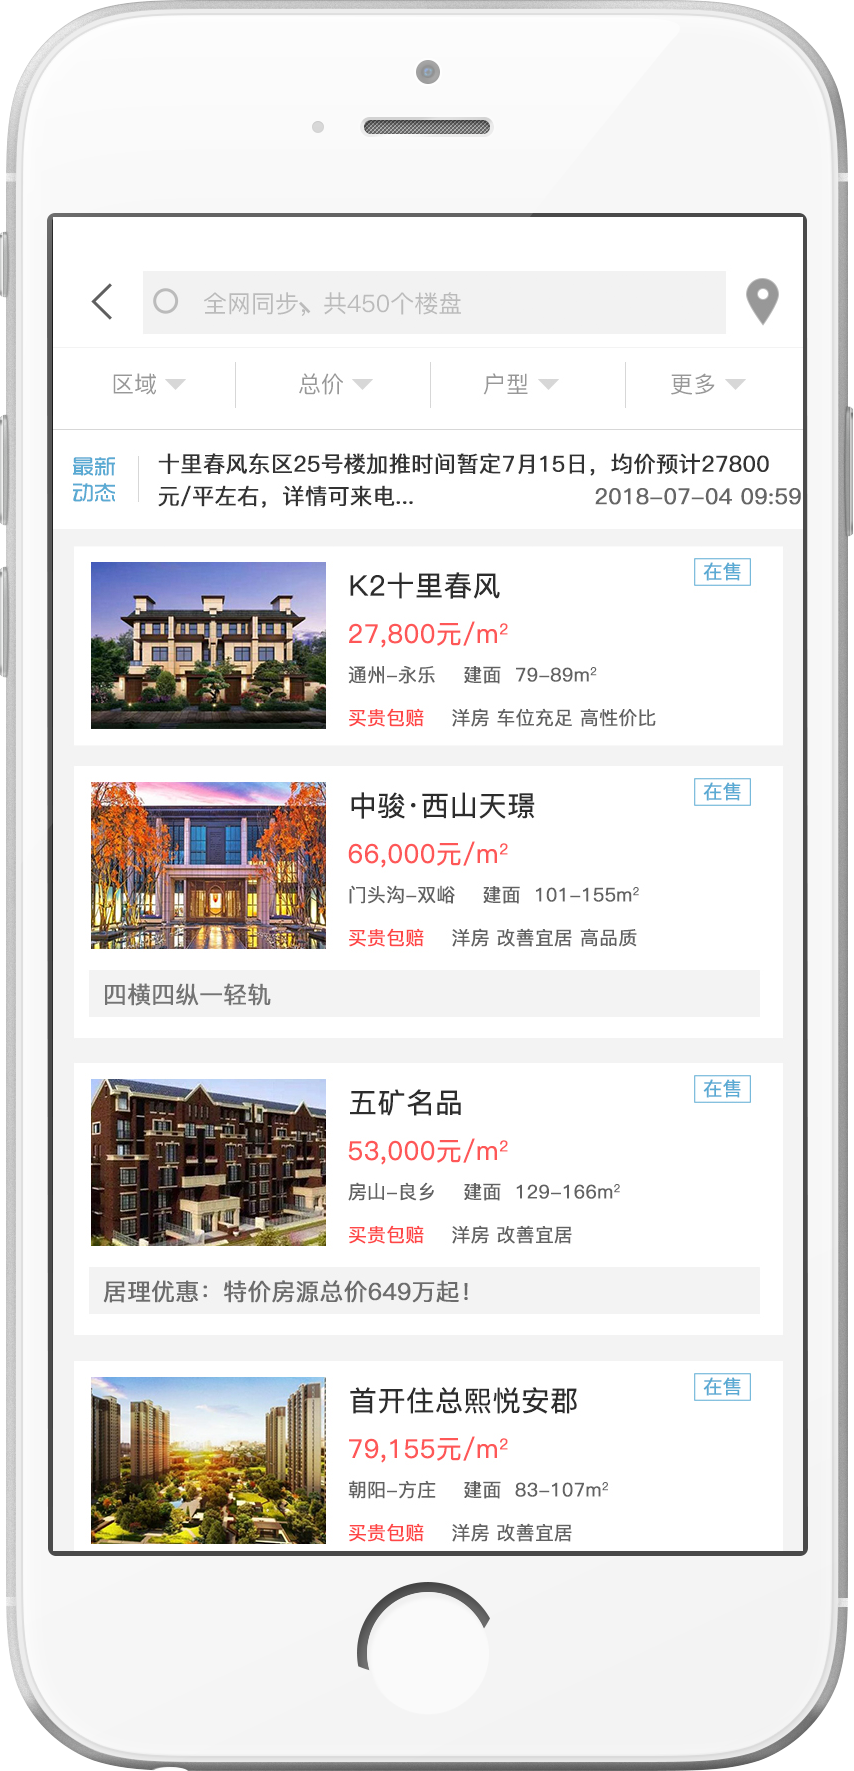 全网同步、共450个楼盘
区域 总价 户型 更多
最新
动态
十里春风东区25号楼加推时间暂定7月15日，均价预计27800
元/平左右，详情可来电... 2018-07-04 09:59
K2十里春风 在售
27,800元/m²
通州-永乐 建面 79-89m²
买贵包赔 洋房 车位充足 高性价比
中骏·西山天璟 在售
66,000元/m²
门头沟-双峪 建面 101-155m²
买贵包赔 洋房 改善宜居 高品质
四横四纵一轻轨
五矿名品 在售
53,000元/m²
房山-良乡 建面 129-166m²
买贵包赔 洋房 改善宜居
居理优惠：特价房源总价649万起！
首开住总熙悦安郡 在售
79,155元/m²
朝阳-方庄 建面 83-107m²
买贵包赔 洋房 改善宜居